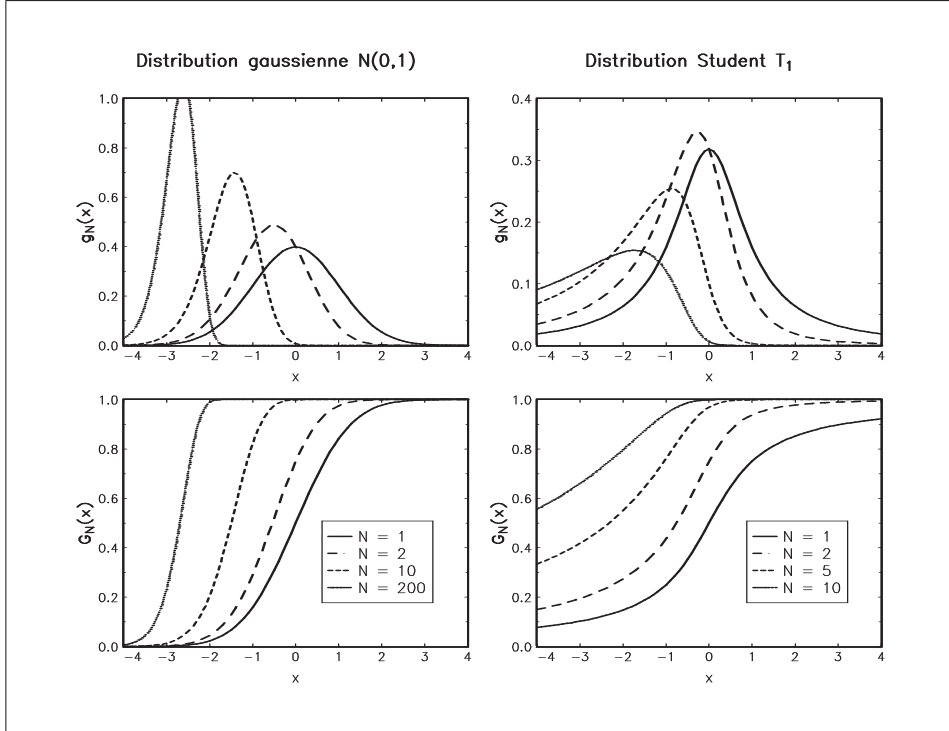 Distribution gaussienne N(0,1)
Distribution Student T₁
1.0
0.8
0.6
0.4
0.2
0.0
g_N(x)
−4 −3 −2 −1 0 1 2 3 4
x
0.4
0.3
0.2
0.1
0.0
g_N(x)
−4 −3 −2 −1 0 1 2 3 4
x
1.0
0.8
0.6
0.4
0.2
0.0
G_N(x)
N = 1
N = 2
N = 10
N = 200
−4 −3 −2 −1 0 1 2 3 4
x
1.0
0.8
0.6
0.4
0.2
0.0
G_N(x)
N = 1
N = 2
N = 5
N = 10
−4 −3 −2 −1 0 1 2 3 4
x